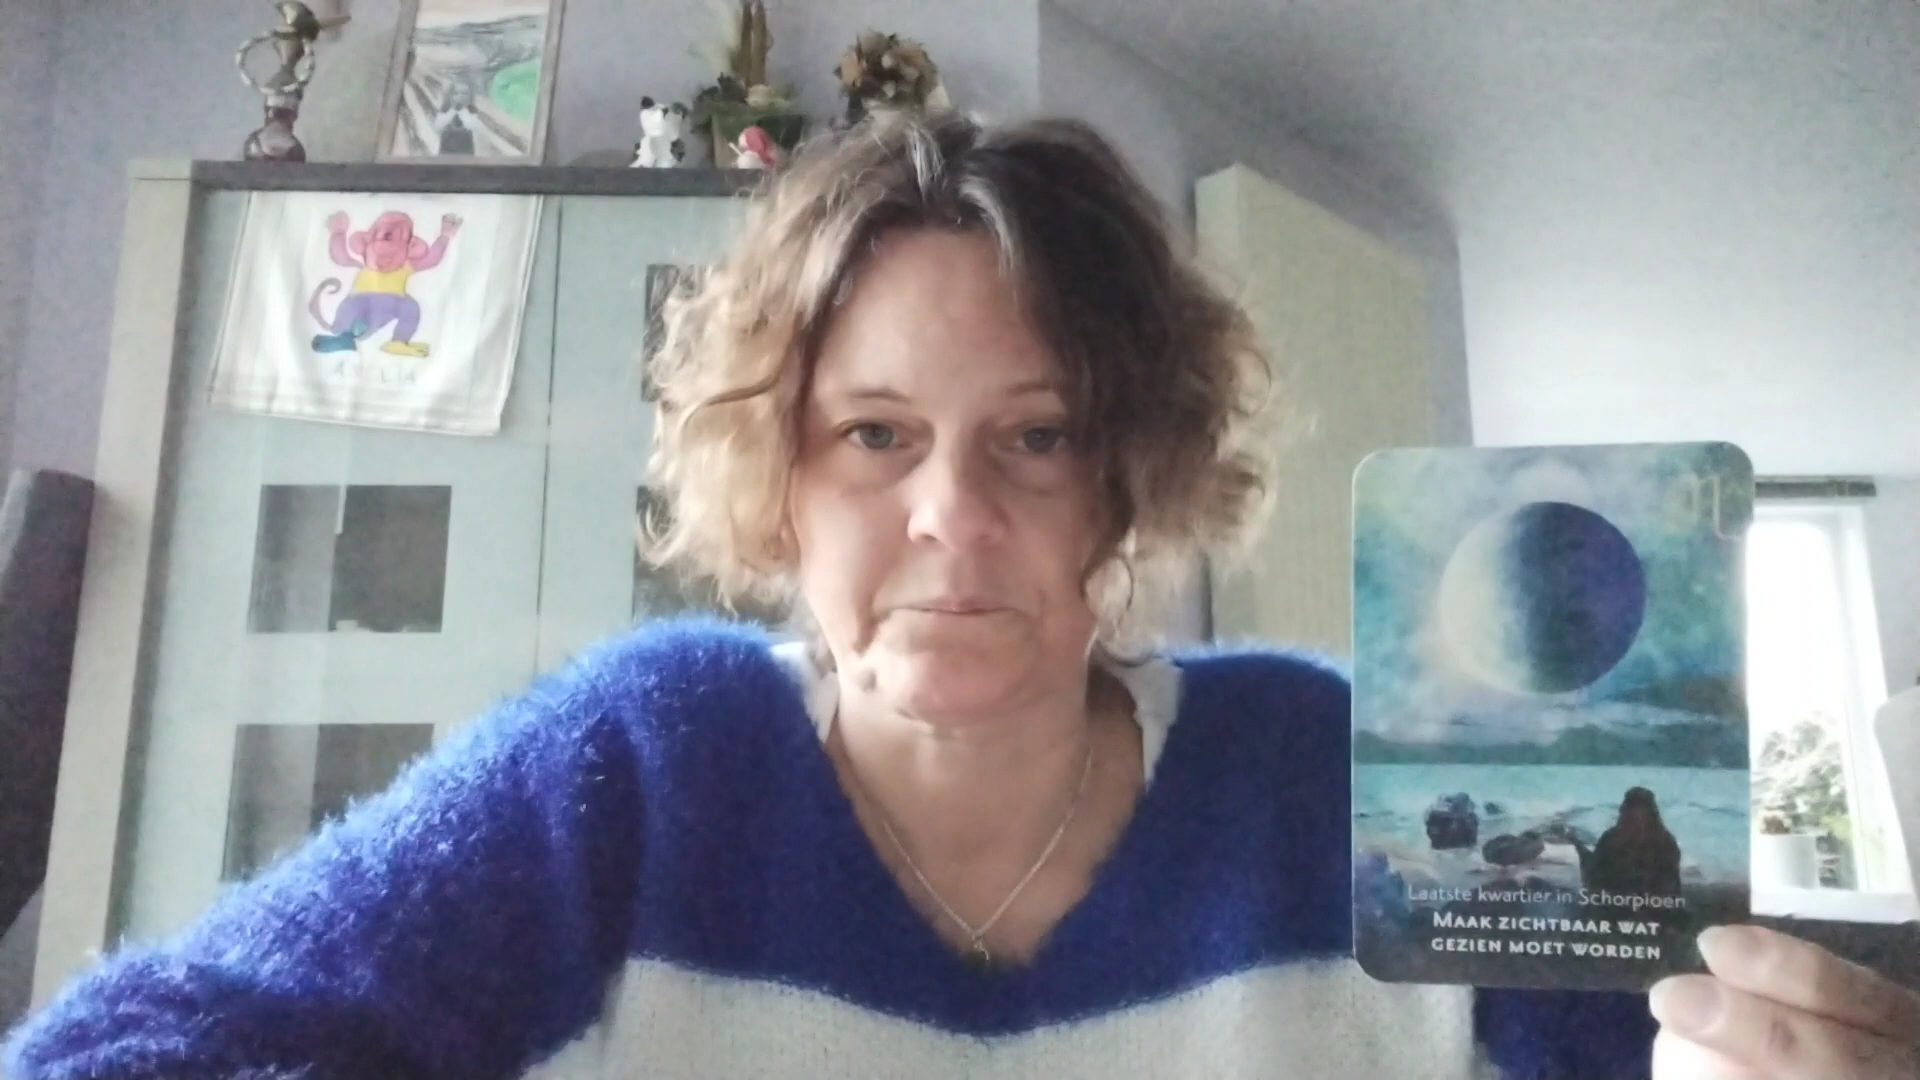 Laatste kwartier in Schorpioen
MAAK ZICHTBAAR WAT
GEZIEN MOET WORDEN